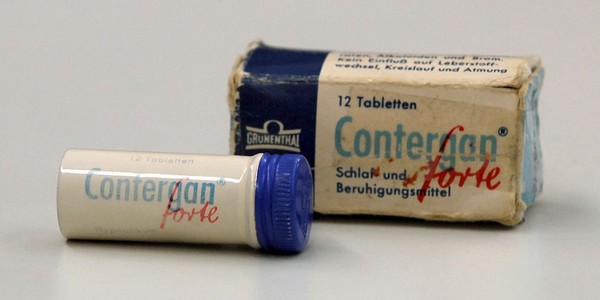 raten, Alkaloiden und Brom.
Kein Einfluß auf Leberstoff-
wechsel, Kreislauf und Atmung
12 Tabletten
Contergan®
forte
Schlaf- und
Beruhigungsmittel
GRÜNENTHAL
12 Tabletten
Contergan®
forte